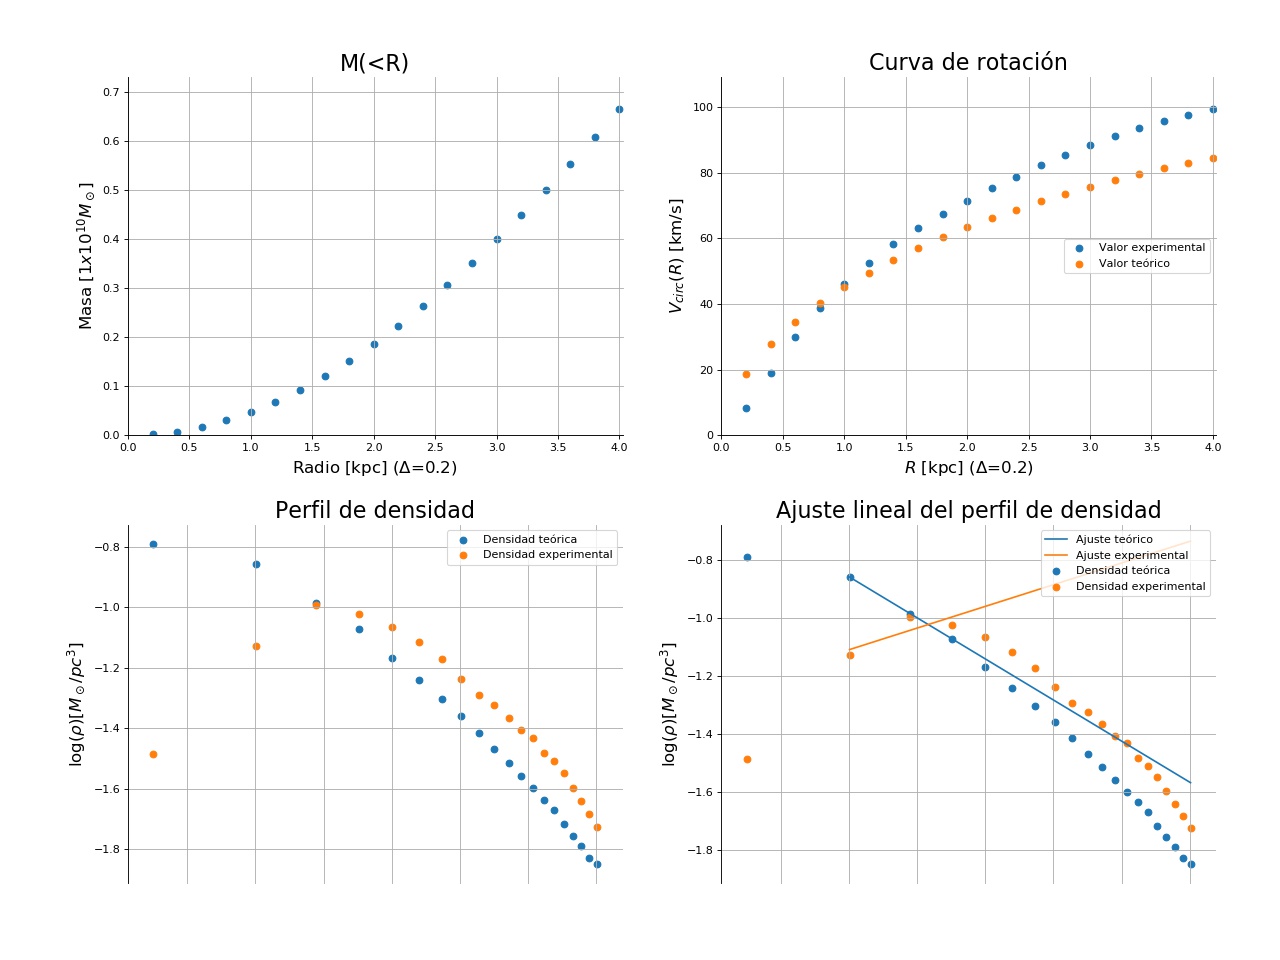 M(<R)
Masa [1x10^10 M_⊙]
0.7
0.6
0.5
0.4
0.3
0.2
0.1
0.0
0.0 0.5 1.0 1.5 2.0 2.5 3.0 3.5 4.0
Radio [kpc] (Δ=0.2)
Curva de rotación
V_circ(R) [km/s]
100
80
60
40
20
0
Valor experimental
Valor teórico
0.0 0.5 1.0 1.5 2.0 2.5 3.0 3.5 4.0
R [kpc] (Δ=0.2)
Perfil de densidad
log(ρ)[M_⊙/pc^3]
−0.8
−1.0
−1.2
−1.4
−1.6
−1.8
Densidad teórica
Densidad experimental
Ajuste lineal del perfil de densidad
log(ρ)[M_⊙/pc^3]
−0.8
−1.0
−1.2
−1.4
−1.6
−1.8
Ajuste teórico
Ajuste experimental
Densidad teórica
Densidad experimental